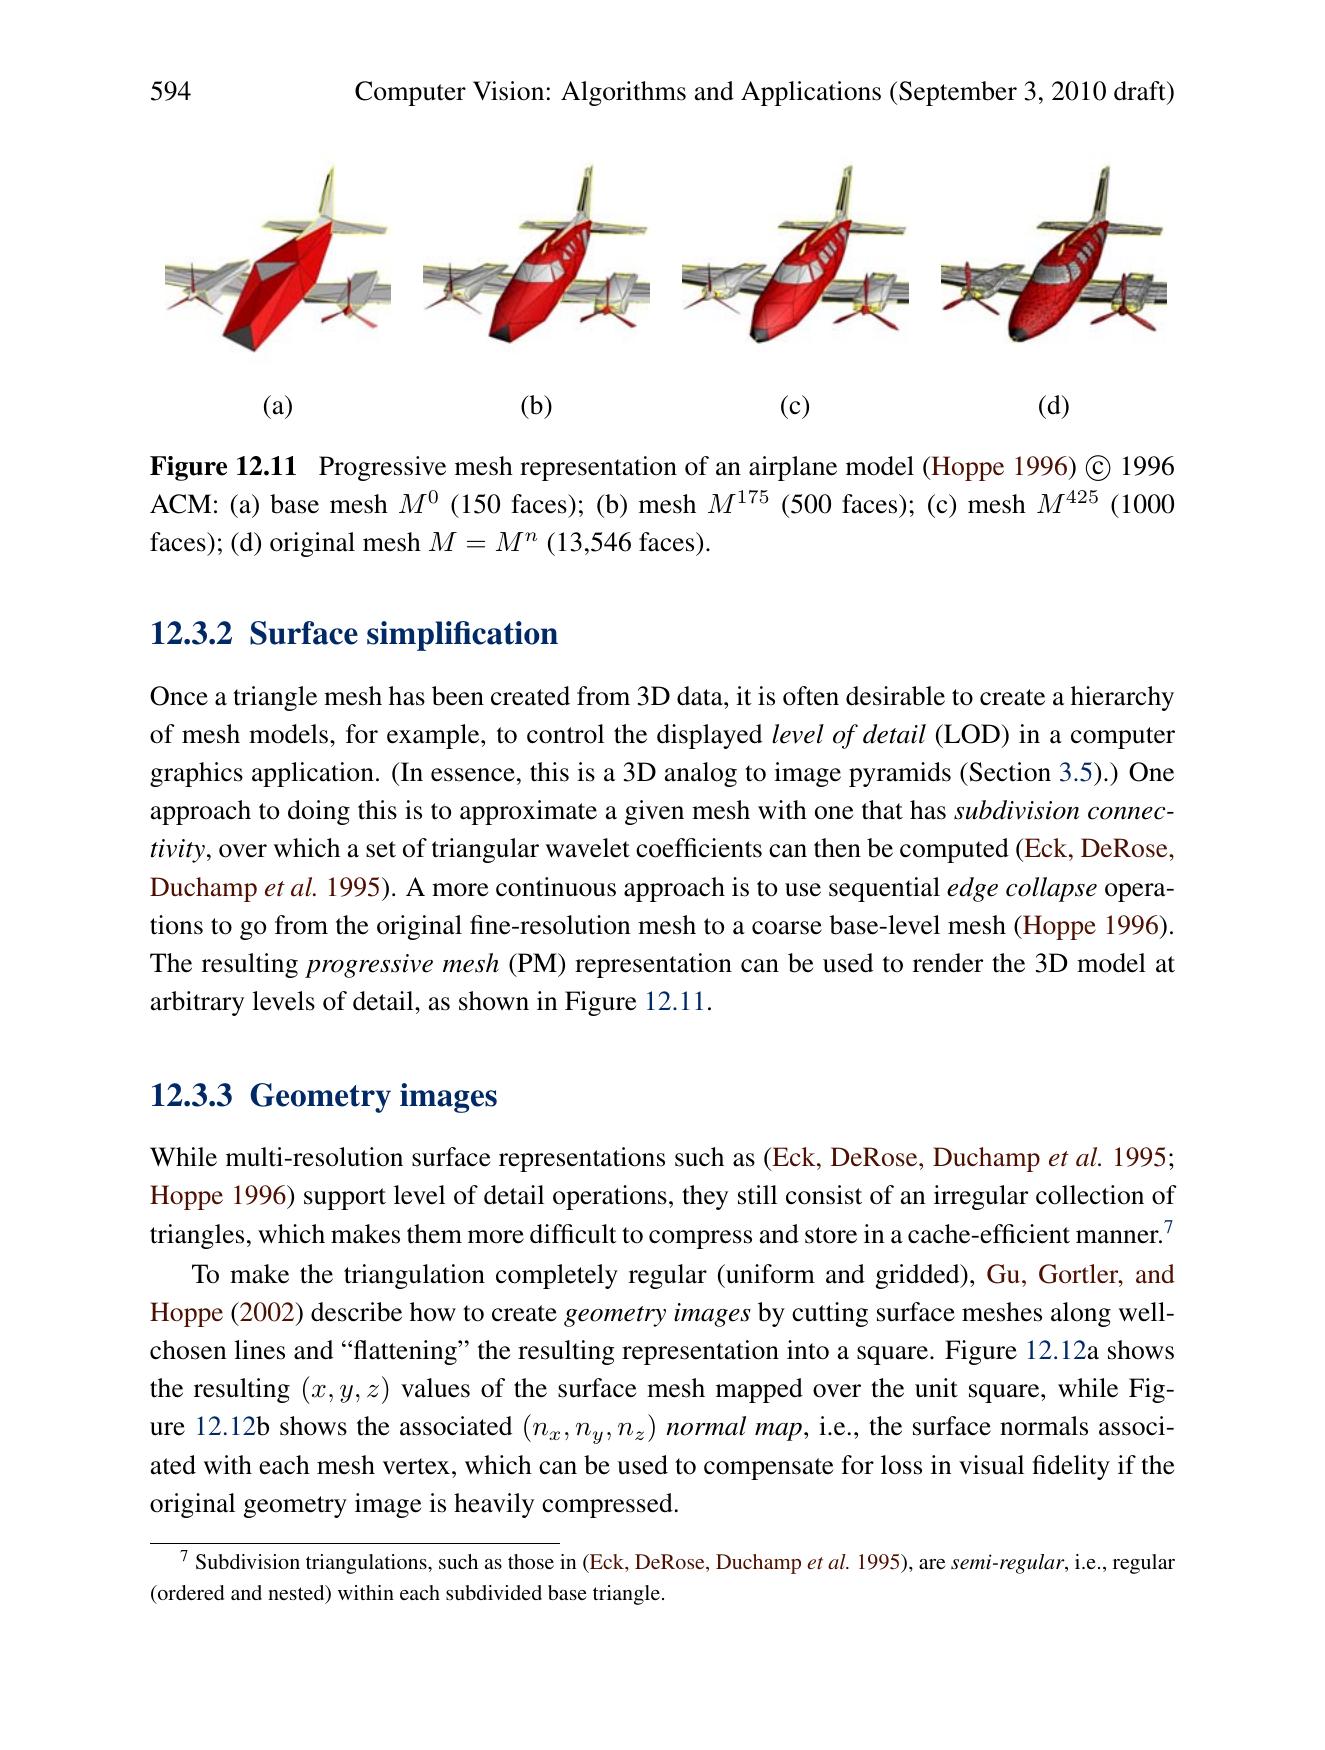 594 Computer Vision: Algorithms and Applications (September 3, 2010 draft)
(a) (b) (c) (d)
Figure 12.11 Progressive mesh representation of an airplane model (Hoppe 1996) © 1996
ACM: (a) base mesh M⁰ (150 faces); (b) mesh M¹⁷⁵ (500 faces); (c) mesh M⁴²⁵ (1000
faces); (d) original mesh M = Mⁿ (13,546 faces).
12.3.2 Surface simplification
Once a triangle mesh has been created from 3D data, it is often desirable to create a hierarchy
of mesh models, for example, to control the displayed level of detail (LOD) in a computer
graphics application. (In essence, this is a 3D analog to image pyramids (Section 3.5).) One
approach to doing this is to approximate a given mesh with one that has subdivision connec-
tivity, over which a set of triangular wavelet coefficients can then be computed (Eck, DeRose,
Duchamp et al. 1995). A more continuous approach is to use sequential edge collapse opera-
tions to go from the original fine-resolution mesh to a coarse base-level mesh (Hoppe 1996).
The resulting progressive mesh (PM) representation can be used to render the 3D model at
arbitrary levels of detail, as shown in Figure 12.11.
12.3.3 Geometry images
While multi-resolution surface representations such as (Eck, DeRose, Duchamp et al. 1995;
Hoppe 1996) support level of detail operations, they still consist of an irregular collection of
triangles, which makes them more difficult to compress and store in a cache-efficient manner.⁷
To make the triangulation completely regular (uniform and gridded), Gu, Gortler, and
Hoppe (2002) describe how to create geometry images by cutting surface meshes along well-
chosen lines and “flattening” the resulting representation into a square. Figure 12.12a shows
the resulting (x, y, z) values of the surface mesh mapped over the unit square, while Fig-
ure 12.12b shows the associated (nₓ, n_y, n_z) normal map, i.e., the surface normals associ-
ated with each mesh vertex, which can be used to compensate for loss in visual fidelity if the
original geometry image is heavily compressed.
⁷ Subdivision triangulations, such as those in (Eck, DeRose, Duchamp et al. 1995), are semi-regular, i.e., regular
(ordered and nested) within each subdivided base triangle.